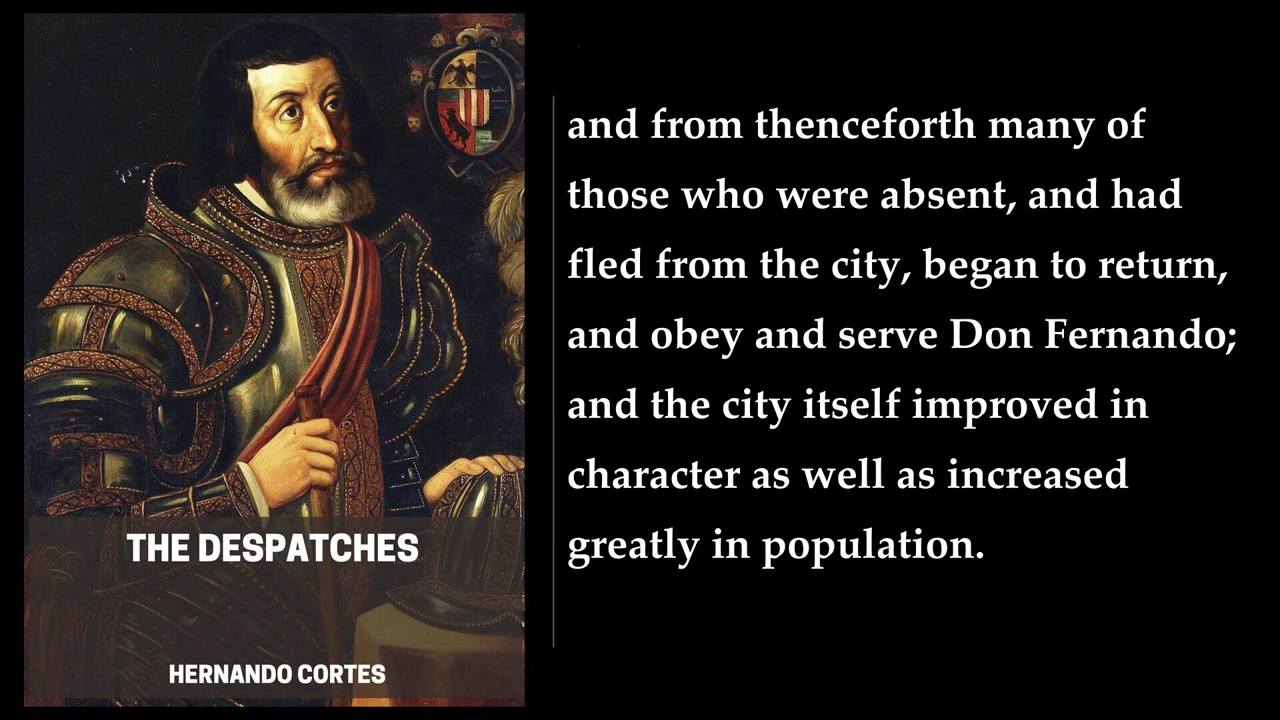 THE DESPATCHES
HERNANDO CORTES
and from thenceforth many of
those who were absent, and had
fled from the city, began to return,
and obey and serve Don Fernando;
and the city itself improved in
character as well as increased
greatly in population.